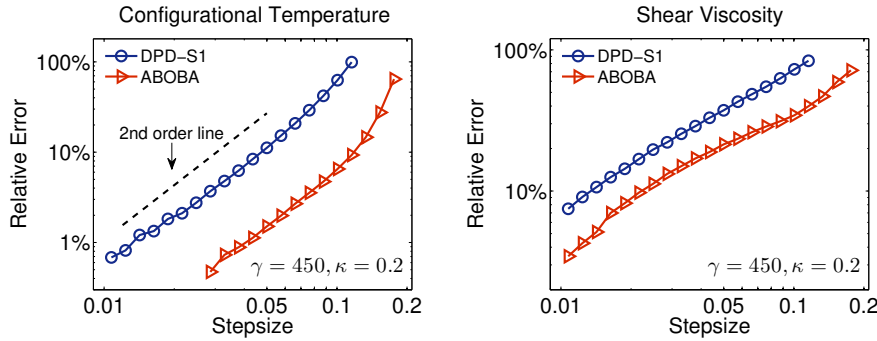 Configurational Temperature
DPD-S1
ABOBA
2nd order line
100%
10%
1%
Relative Error
γ = 450, κ = 0.2
0.01
0.05
0.1
0.2
Stepsize
Shear Viscosity
DPD-S1
ABOBA
100%
10%
Relative Error
γ = 450, κ = 0.2
0.01
0.05
0.1
0.2
Stepsize